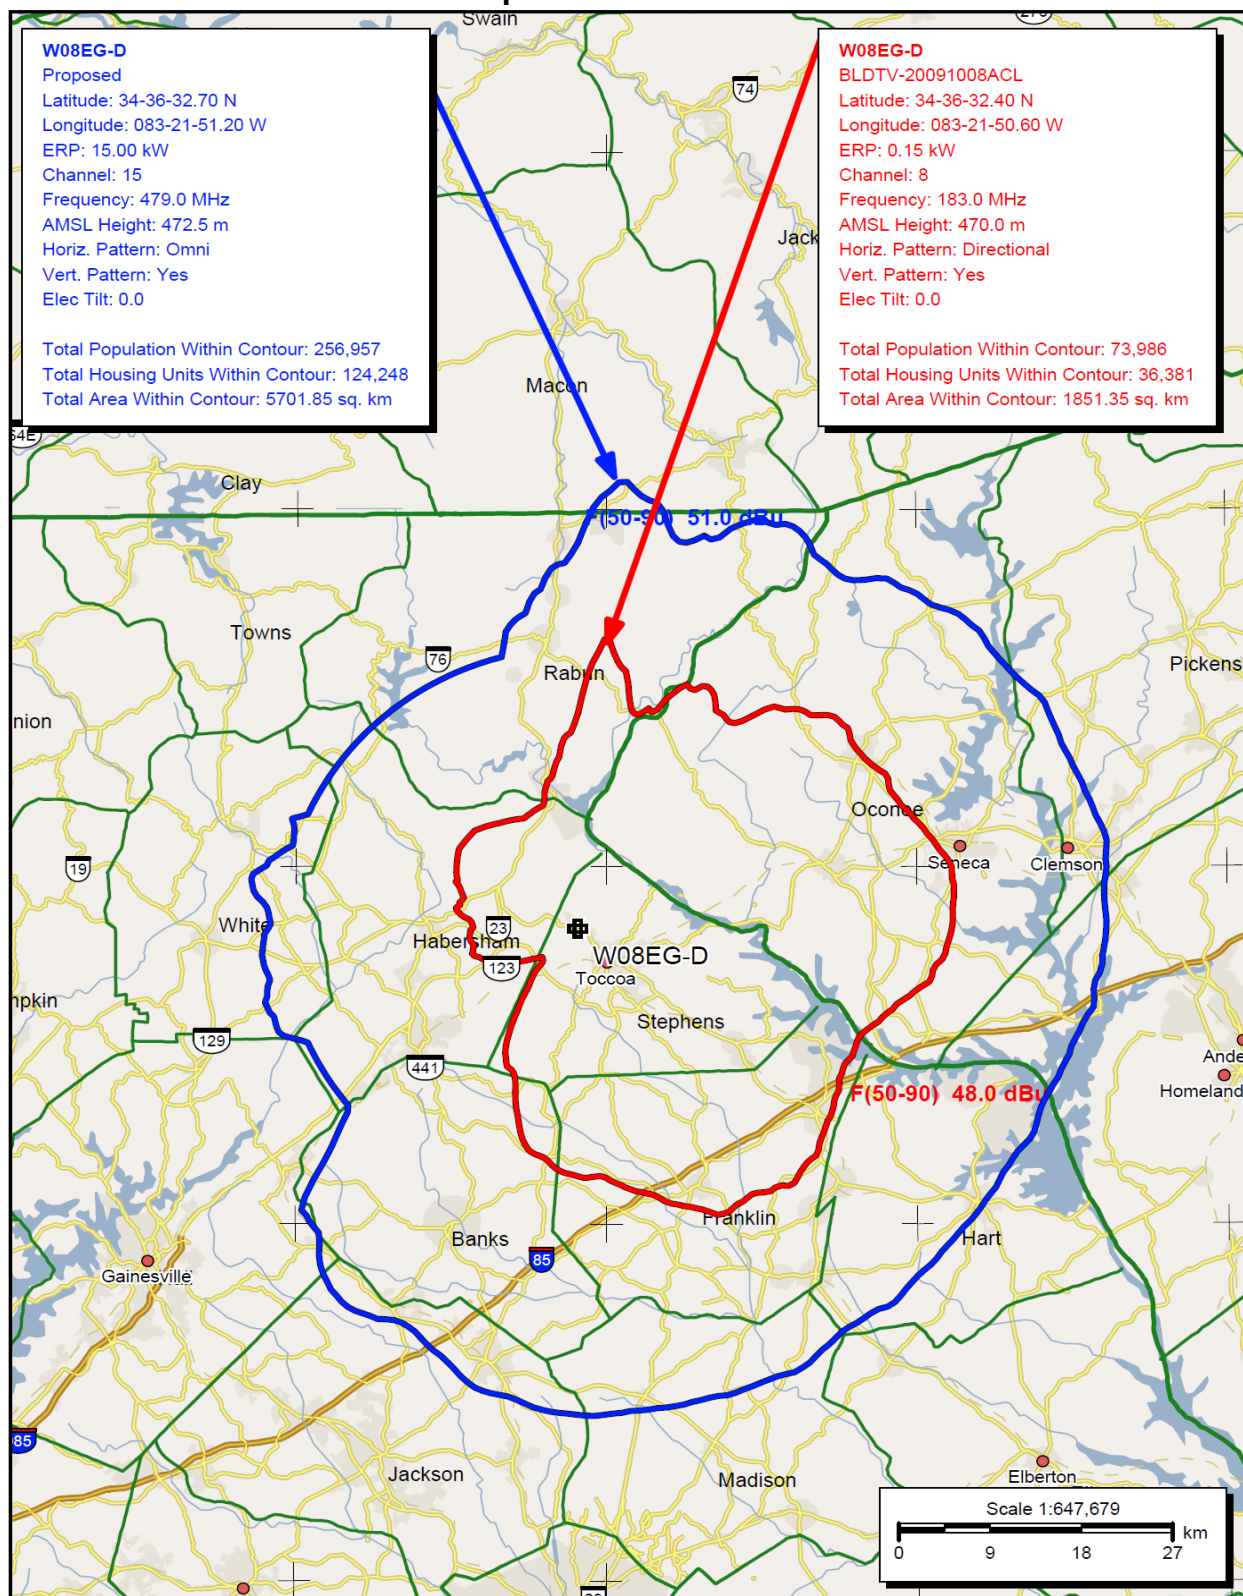 Swain
W08EG-D
Proposed
Latitude: 34-36-32.70 N
Longitude: 083-21-51.20 W
ERP: 15.00 kW
Channel: 15
Frequency: 479.0 MHz
AMSL Height: 472.5 m
Horiz. Pattern: Omni
Vert. Pattern: Yes
Elec Tilt: 0.0
Total Population Within Contour: 256,957
Total Housing Units Within Contour: 124,248
Total Area Within Contour: 5701.85 sq. km
W08EG-D
BLDTV-20091008ACL
Latitude: 34-36-32.40 N
Longitude: 083-21-50.60 W
ERP: 0.15 kW
Channel: 8
Frequency: 183.0 MHz
AMSL Height: 470.0 m
Horiz. Pattern: Directional
Vert. Pattern: Yes
Elec Tilt: 0.0
Total Population Within Contour: 73,986
Total Housing Units Within Contour: 36,381
Total Area Within Contour: 1851.35 sq. km
74
Jack
Macon
64E
Clay
F(50-90) 51.0 dBu
Towns
76
Rabun
Pickens
nion
Oconee
Seneca
Clemson
19
White
23
Habersham
123
W08EG-D
Toccoa
Stephens
mpkin
129
441
Ande
Homeland
F(50-90) 48.0 dBu
Franklin
Banks
Hart
85
Gainesville
85
Jackson
Madison
Elberton
Scale 1:647,679
km
0 9 18 27